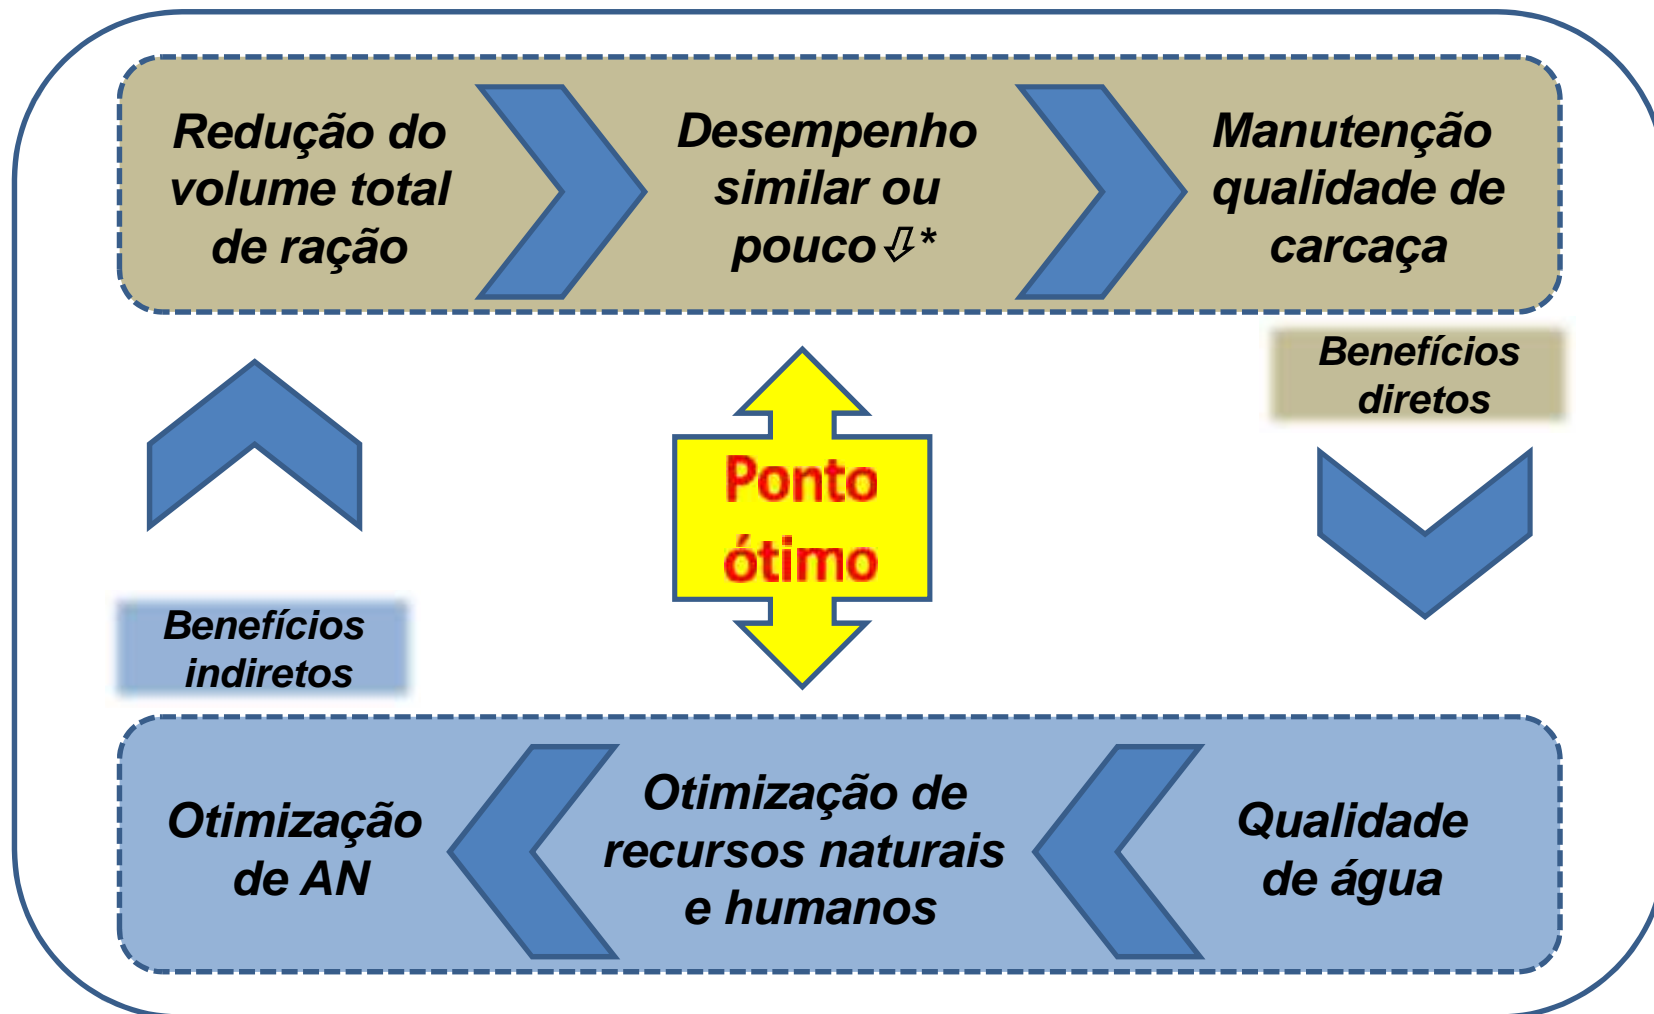 Redução do
volume total
de ração
Desempenho
similar ou
pouco⇩*
Manutenção
qualidade de
carcaça
Benefícios
diretos
Ponto
ótimo
Benefícios
indiretos
Otimização
de AN
Otimização de
recursos naturais
e humanos
Qualidade
de água